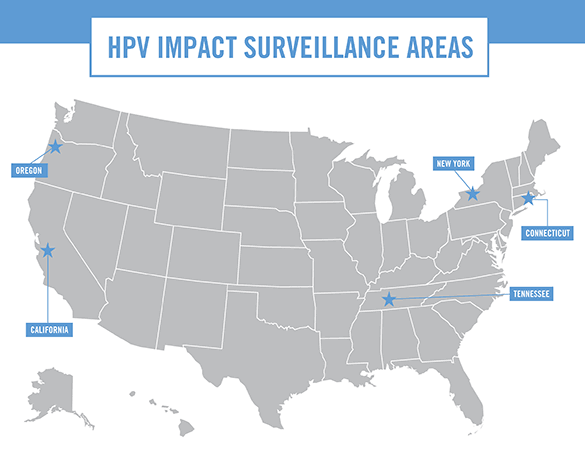 HPV IMPACT SURVEILLANCE AREAS
OREGON
NEW YORK
CONNECTICUT
TENNESSEE
CALIFORNIA